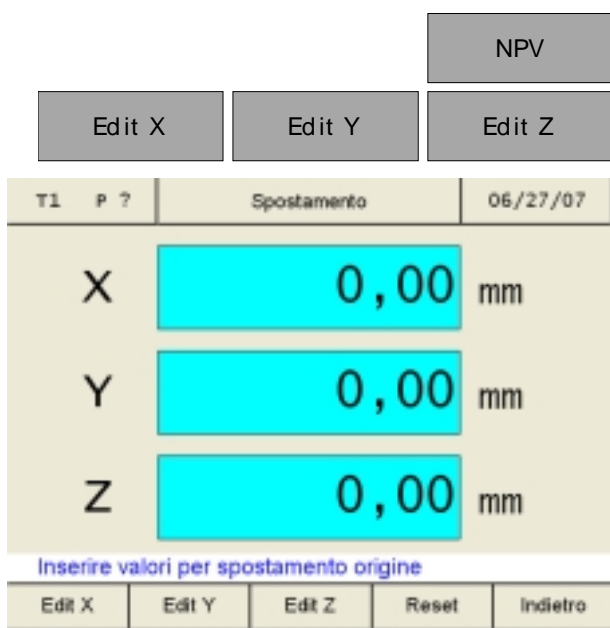 NPV
Edit X Edit Y Edit Z
T1 P ? Spostamento 06/27/07
X 0,00 mm
Y 0,00 mm
Z 0,00 mm
Inserire valori per spostamento origine
Edit X Edit Y Edit Z Reset Indietro